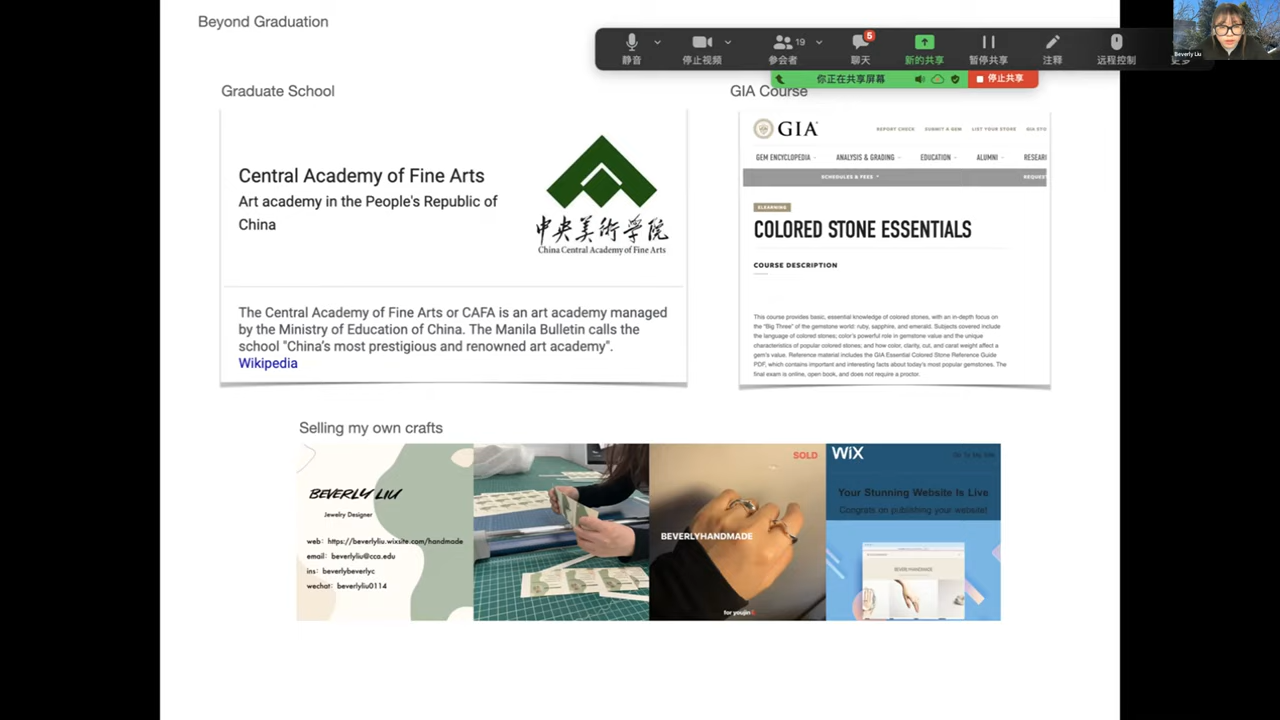 Beyond Graduation
静音
停止视频
19
参会者
5
聊天
新的共享
暂停共享
注释
远程控制
更多
Beverly Liu
你正在共享屏幕
停止共享
Graduate School
Central Academy of Fine Arts
Art academy in the People's Republic of
China
中央美術学院
China Central Academy of Fine Arts
The Central Academy of Fine Arts or CAFA is an art academy managed
by the Ministry of Education of China. The Manila Bulletin calls the
school "China's most prestigious and renowned art academy".
Wikipedia
GIA Course
GIA
REPORT CHECK SUBMIT A GEM LIST YOUR STORE GIA STO
GEM ENCYCLOPEDIA ANALYSIS & GRADING EDUCATION ALUMNI RESEAR
SCHEDULES & FEES REQUEST
ELEARNING
COLORED STONE ESSENTIALS
COURSE DESCRIPTION
This course provides basic, essential knowledge of colored stones, with an in-depth focus on
the "Big Three" of the gemstone world: ruby, sapphire, and emerald. Subjects covered include
the language of colored stones; color's powerful role in gemstone value and the unique
characteristics of popular colored stones; and how color, clarity, cut, and carat weight affect a
gem's value. Reference material includes the GIA Essential Colored Stone Reference Guide
PDF, which contains important and interesting facts about today's most popular gemstones. The
final exam is online, open book, and does not require a proctor.
Selling my own crafts
BEVERLY LIU
Jewelry Designer
web: https://beverlyliu.wixsite.com/handmade
email: beverlyliu@cca.edu
ins: beverlybeverlyc
wechat: beverlyliu0114
SOLD
BEVERLYHANDMADE
for youjin
WiX
Your Stunning Website Is Live
Congrats on publishing your website!
BEVERLYHANDMADE